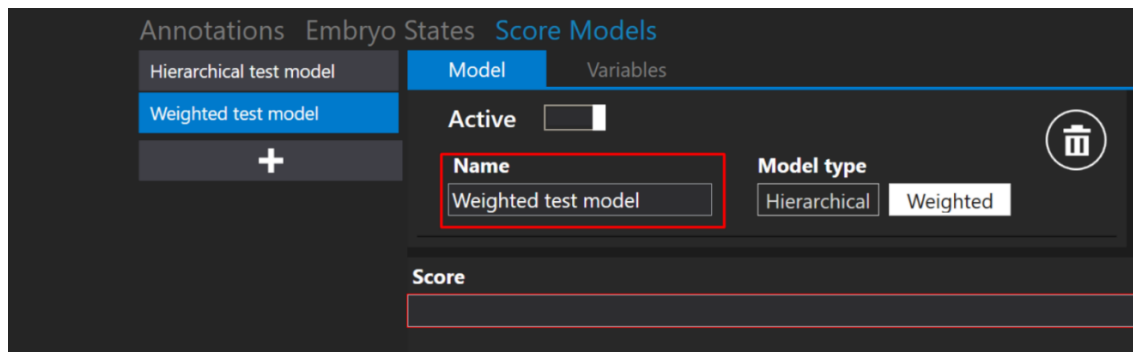 Annotations Embryo States Score Models
Hierarchical test model
Weighted test model
Model Variables
Active
Name
Weighted test model
Model type
Hierarchical Weighted
Score